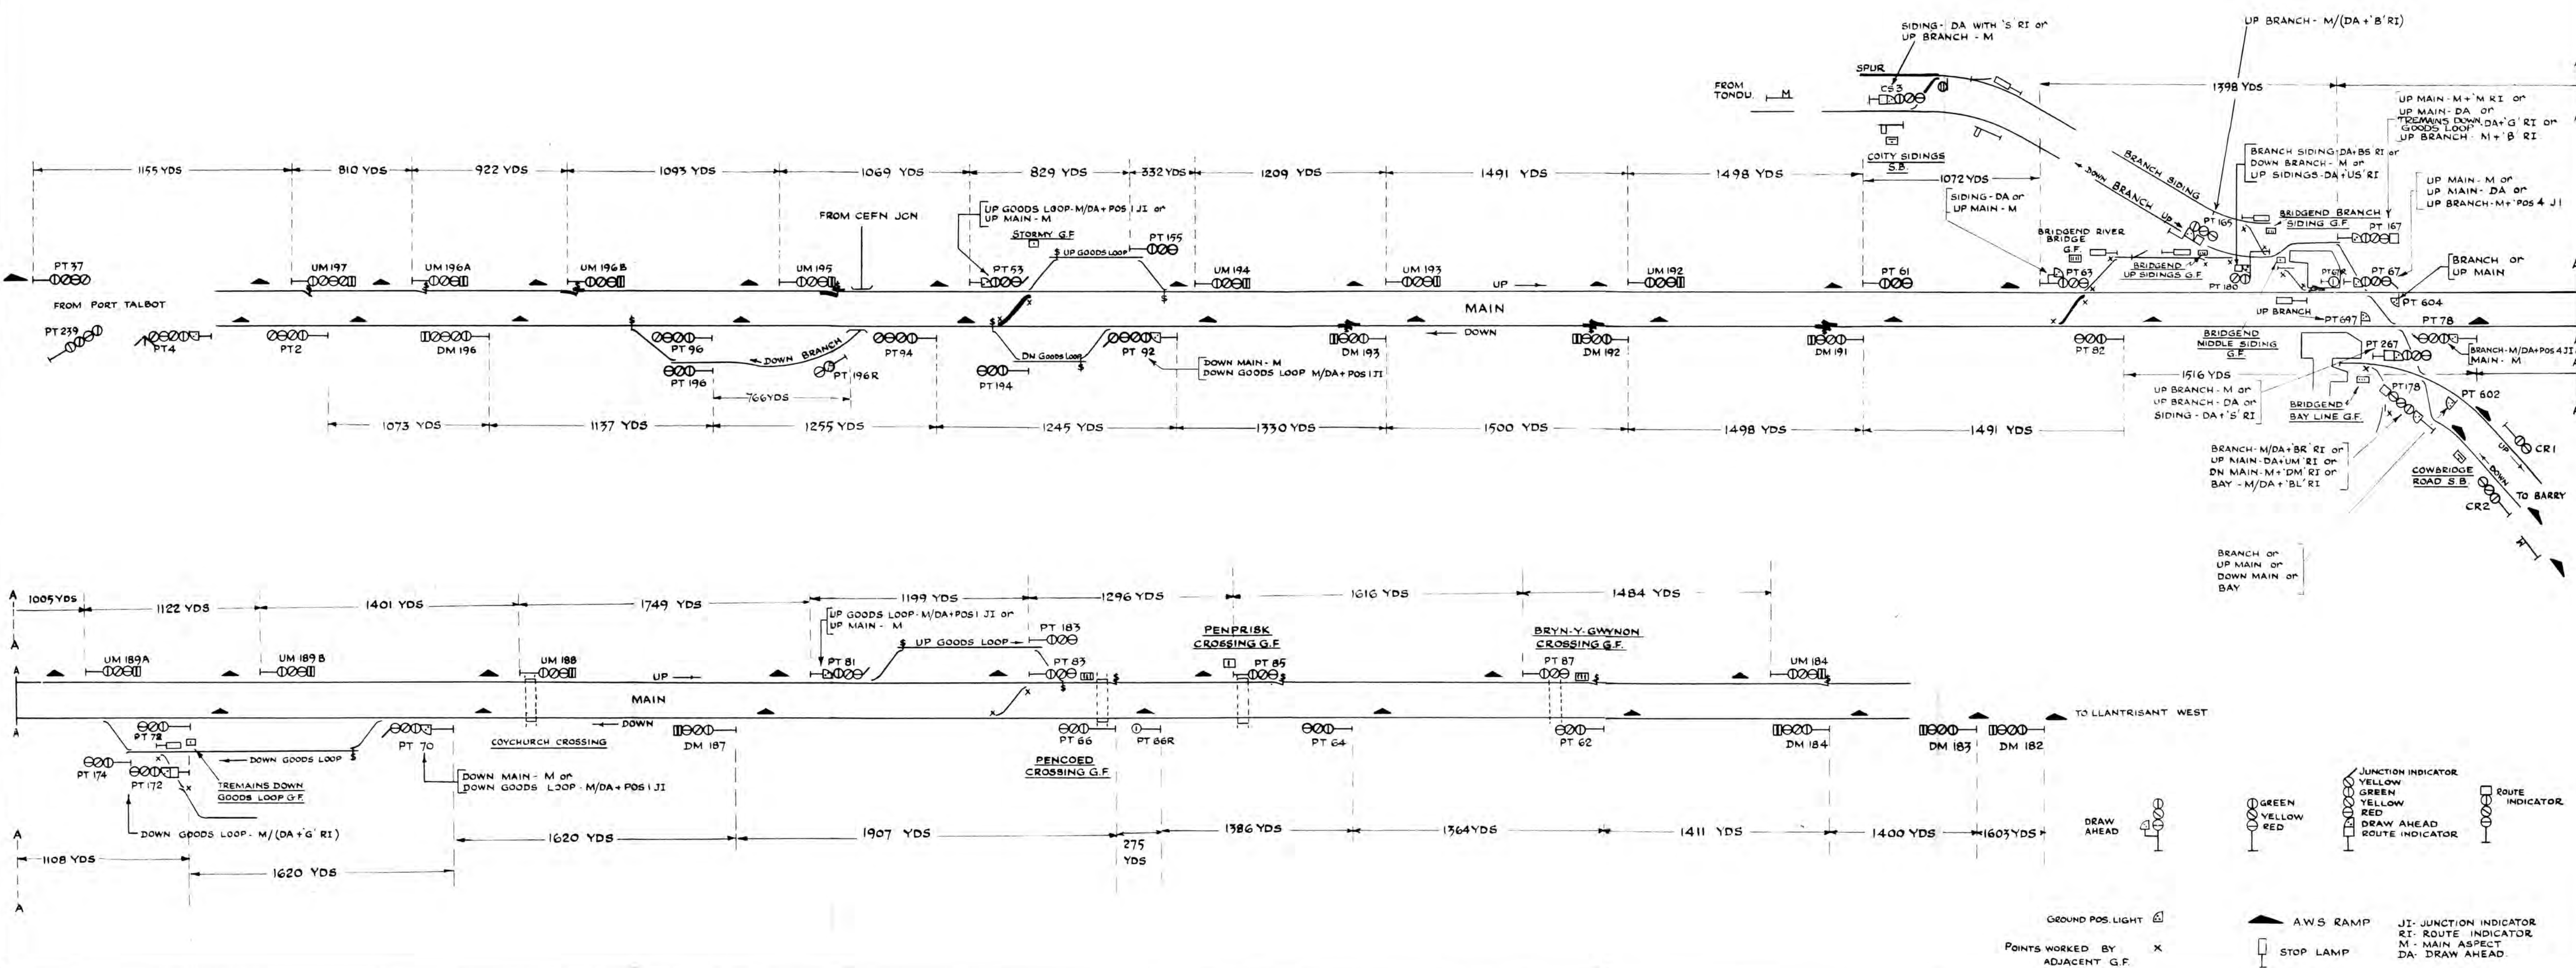 SIDING- DA WITH 'S' RI or
UP BRANCH - M
UP BRANCH- M/(DA+'B'RI)
SPUR
FROM
TONDU.
M
CS3
COITY SIDINGS
S.B.
1398 YDS
UP MAIN-M+'M'RI or
UP MAIN-DA or
TREMAINS DOWN DA+'G' RI or
GOODS LOOP
UP BRANCH- M+'B' RI.
BRANCH SIDING-DA+BS'RI or
DOWN BRANCH- M or
UP SIDINGS-DA+'US'RI
UP MAIN- M or
UP MAIN- DA or
UP BRANCH-M+'POS 4 JI
1155 YDS
810 YDS
922 YDS
1093 YDS
1069 YDS
829 YDS
332 YDS
1209 YDS
1491 YDS
1498 YDS
1072 YDS
SIDING-DA or
UP MAIN-M
DOWN BRANCH UP
BRANCH SIDING
FROM CEFN JCN
UP GOODS LOOP-M/DA+POS 1 JI or
UP MAIN-M
STORMY G.F.
UP GOODS LOOP
PT 155
BRIDGEND RIVER
BRIDGE
G.F.
BRIDGEND
UP SIDINGS G.F.
PT 165
BRIDGEND BRANCH
SIDING G.F.
PT 167
PT 37
UM 197
UM 196A
UM 196B
UM 195
PT 53
UM 194
UM 193
UM 192
PT 61
PT 63
PT 180
PT 67R
PT 67
BRANCH or
UP MAIN
PT 604
FROM PORT TALBOT
UP
MAIN
DOWN
UP BRANCH
PT 697
PT 78
PT 239
PT4
PT2
DM 196
PT 96
DOWN BRANCH
PT 94
DN Goods Loop
PT 92
DM 193
DM 192
DM 191
PT 82
BRIDGEND
MIDDLE SIDING
G.F.
PT 267
BRANCH-M/DA+POS 4 JI
MAIN- M
PT 196
PT 196R
PT 194
DOWN MAIN - M
DOWN GOODS LOOP M/DA+POS 1 JI
1516 YDS
766YDS
UP BRANCH-M or
UP BRANCH-DA or
SIDING-DA+'S'RI
BRIDGEND
BAY LINE G.F.
PT 178
PT 602
1073 YDS
1137 YDS
1255 YDS
1245 YDS
1330 YDS
1500 YDS
1498 YDS
1491 YDS
BRANCH-M/DA+'BR'RI or
UP MAIN-DA+'UM'RI or
DN MAIN-M+'DM'RI or
BAY - M/DA+'BL'RI
COWBRIDGE
ROAD S.B.
UP
DOWN
CR1
CR2
TO BARRY
M
BRANCH or
UP MAIN or
DOWN MAIN or
BAY
A
1005YDS
1122 YDS
1401 YDS
1749 YDS
1199 YDS
1296 YDS
1616 YDS
1484 YDS
A
UP GOODS LOOP-M/DA+POS1 JI or
UP MAIN- M
UP GOODS LOOP
PT 183
PENPRISK
CROSSING G.F.
BRYN-Y-GWYNON
CROSSING G.F.
A
UM 189A
UM 189B
UM 188
UP
PT 81
PT 83
PT 85
PT 87
UM 184
MAIN
DOWN
A
PT 72
PT 70
COYCHURCH CROSSING
DM 187
PT 66
PT 66R
PT 64
PT 62
DM 184
DM 183
DM 182
TO LLANTRISANT WEST
PT 174
PT 172
DOWN GOODS LOOP
TREMAINS DOWN
GOODS LOOP G.F.
DOWN MAIN- M or
DOWN GOODS LOOP-M/DA+POS 1 JI
PENCOED
CROSSING G.F.
DOWN GOODS LOOP-M/(DA+'G'RI)
A
1108 YDS
1620 YDS
1620 YDS
1907 YDS
275
YDS
1386 YDS
1364YDS
1411 YDS
1400 YDS
1603YDS
A
DRAW
AHEAD
GREEN
YELLOW
RED
JUNCTION INDICATOR
YELLOW
GREEN
YELLOW
RED
DRAW AHEAD
ROUTE INDICATOR
ROUTE
INDICATOR
GROUND POS. LIGHT
POINTS WORKED BY X
ADJACENT G.F.
A.W.S RAMP
STOP LAMP
JI- JUNCTION INDICATOR
RI- ROUTE INDICATOR
M - MAIN ASPECT
DA- DRAW AHEAD.